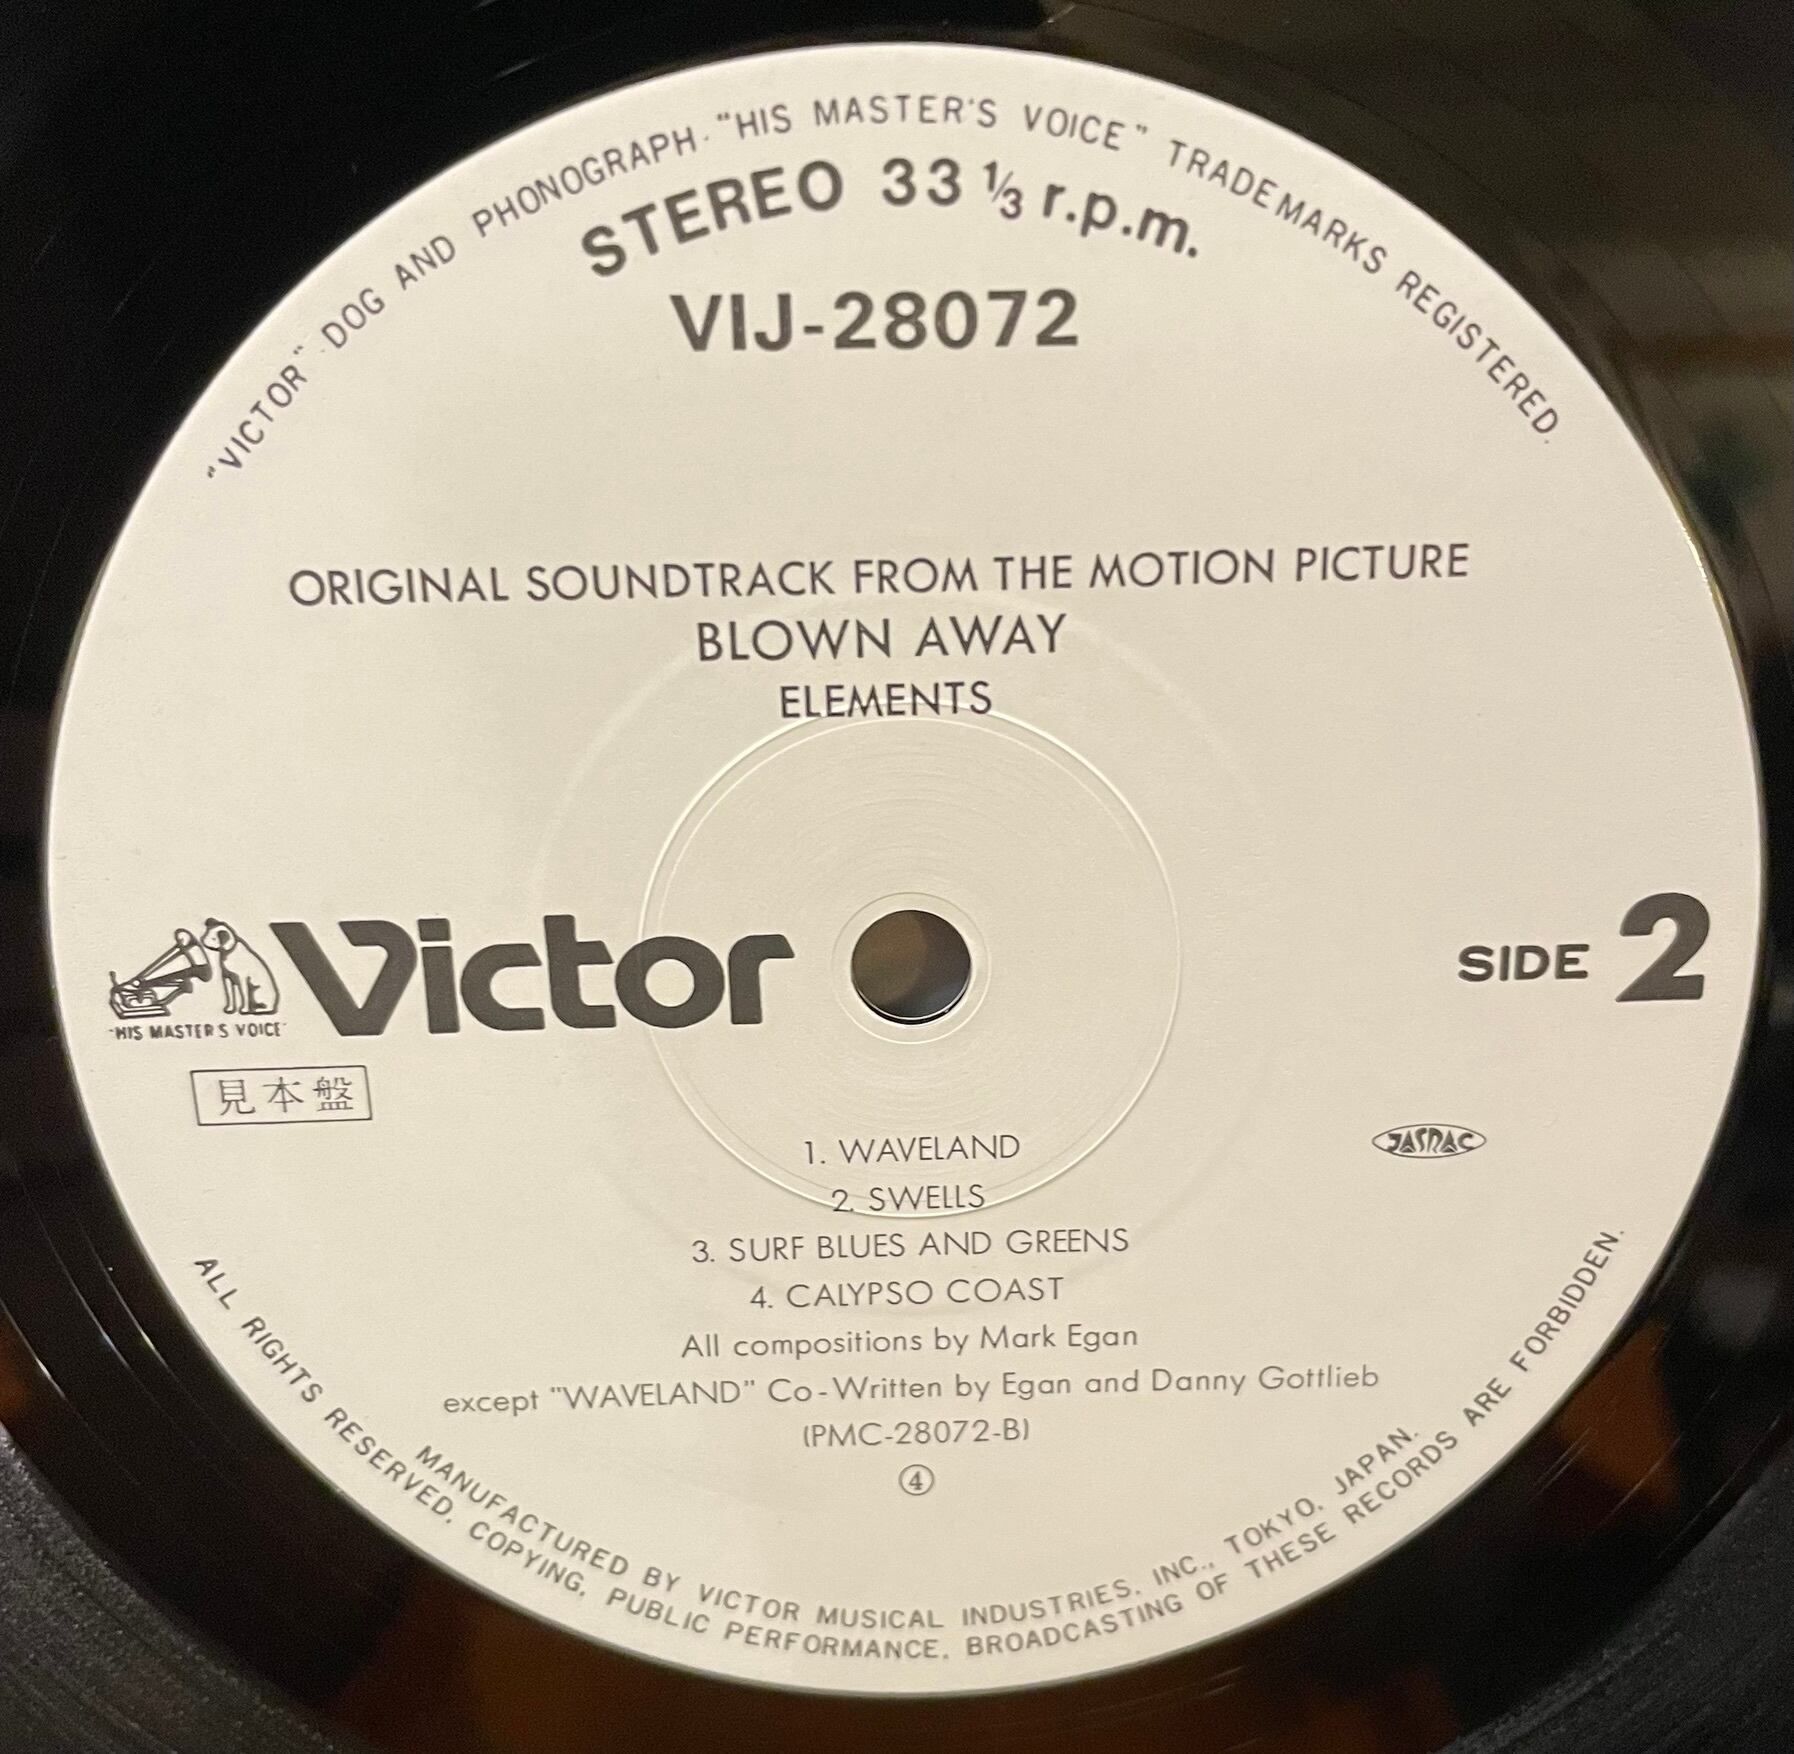 "VICTOR" DOG AND PHONOGRAPH · "HIS MASTER'S VOICE" TRADEMARKS REGISTERED.
STEREO 33 1/3 r.p.m.
VIJ-28072
ORIGINAL SOUNDTRACK FROM THE MOTION PICTURE
BLOWN AWAY
ELEMENTS
Victor
"HIS MASTER'S VOICE"
SIDE 2
見本盤
JASRAC
1. WAVELAND
2. SWELLS
3. SURF BLUES AND GREENS
4. CALYPSO COAST
All compositions by Mark Egan
except "WAVELAND" Co-Written by Egan and Danny Gottlieb
(PMC-28072-B)
④
MANUFACTURED BY VICTOR MUSICAL INDUSTRIES, INC., TOKYO, JAPAN.
ALL RIGHTS RESERVED. COPYING, PUBLIC PERFORMANCE, BROADCASTING OF THESE RECORDS ARE FORBIDDEN.